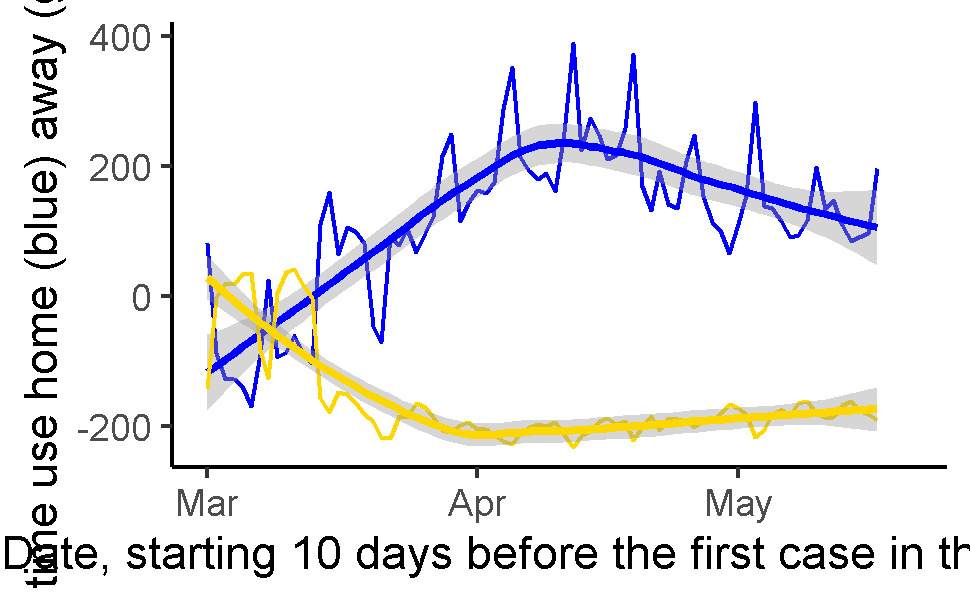 time use home (blue) away (
400
200
0
-200
Mar Apr May
Date, starting 10 days before the first case in th